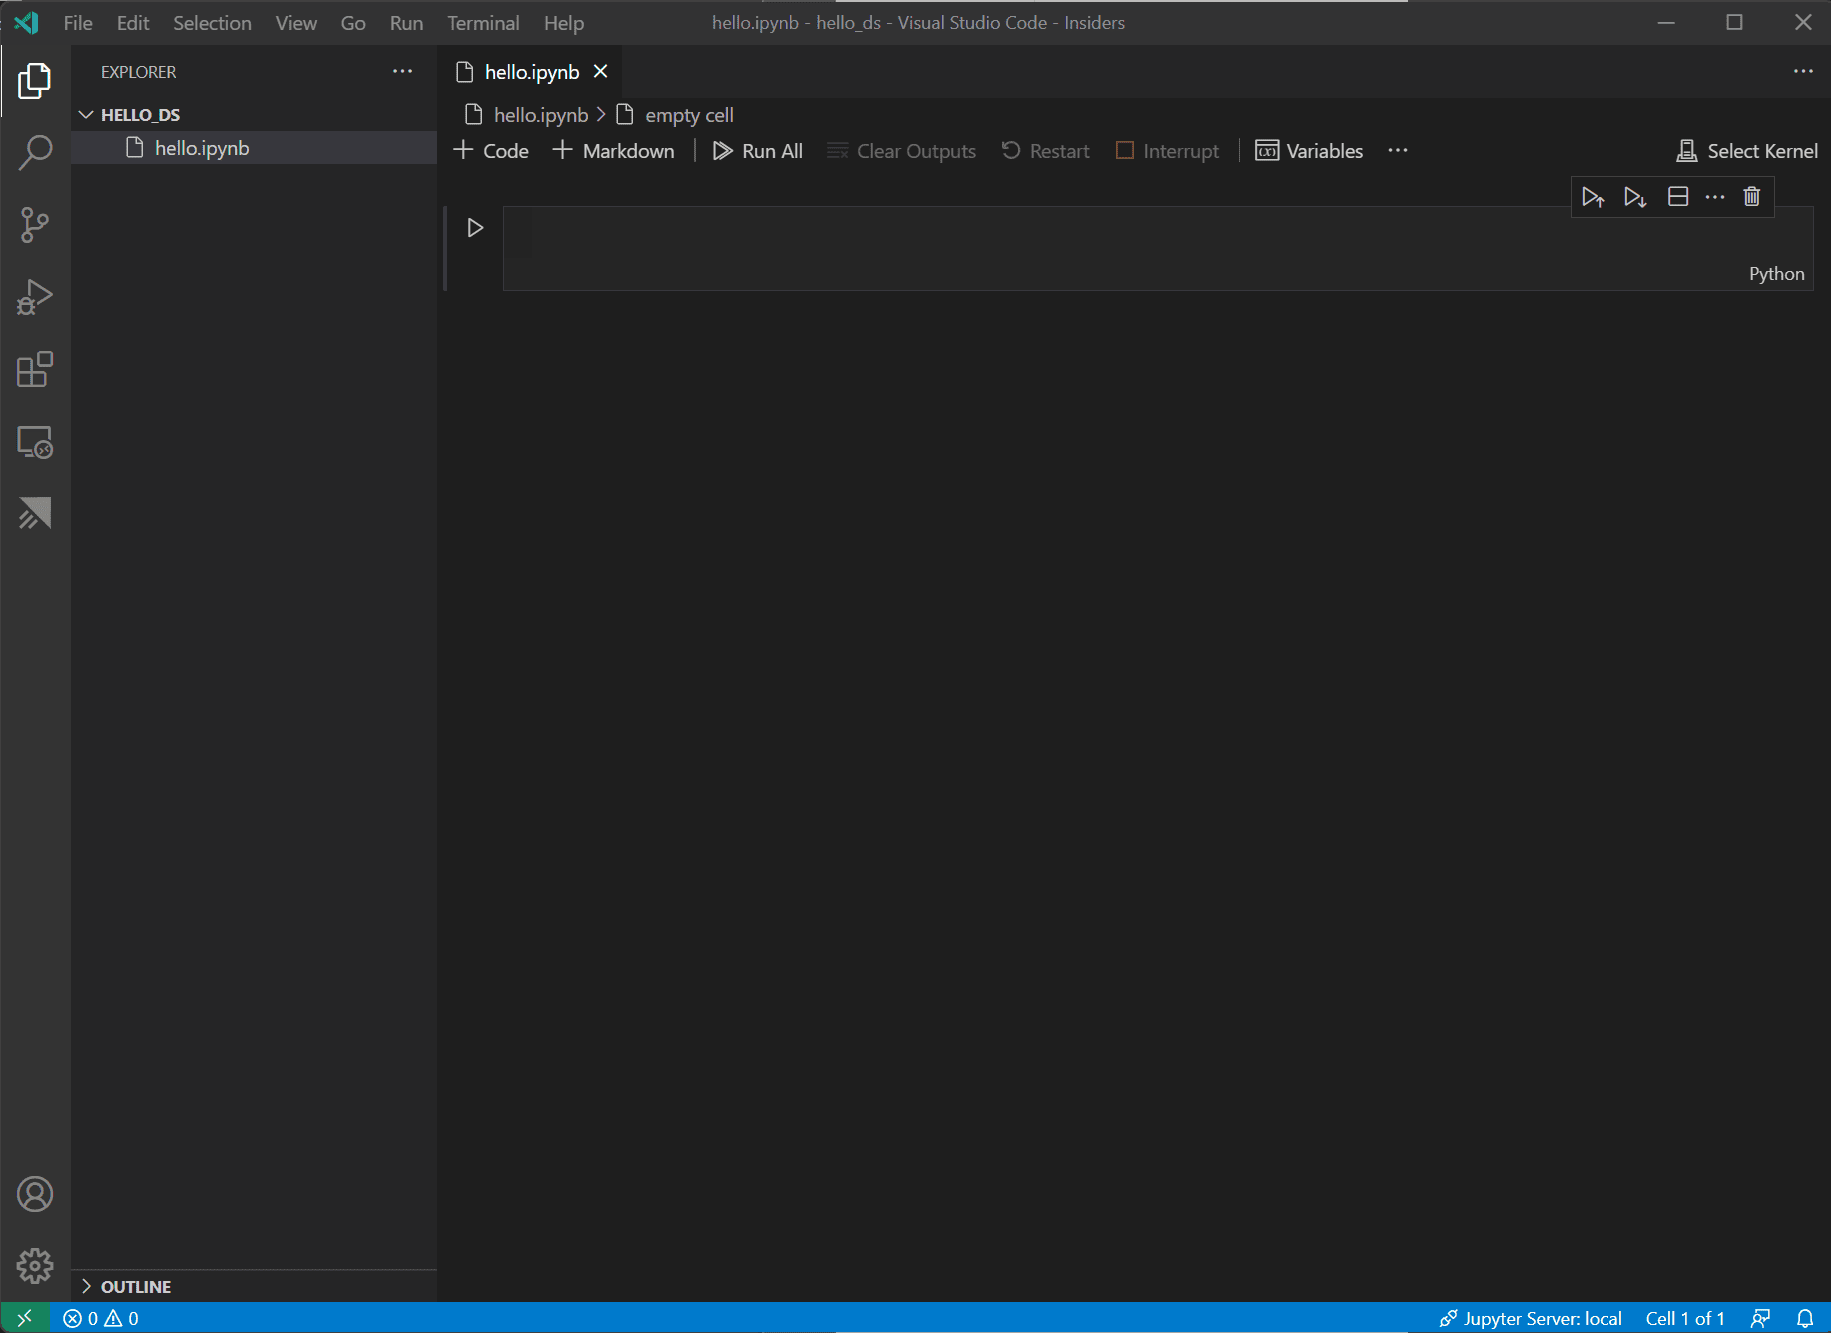 File Edit Selection View Go Run Terminal Help hello.ipynb - hello_ds - Visual Studio Code - Insiders
EXPLORER
hello.ipynb
HELLO_DS
hello.ipynb > empty cell
hello.ipynb
Code Markdown Run All Clear Outputs Restart Interrupt Variables Select Kernel
Python
OUTLINE
0 0 Jupyter Server: local Cell 1 of 1